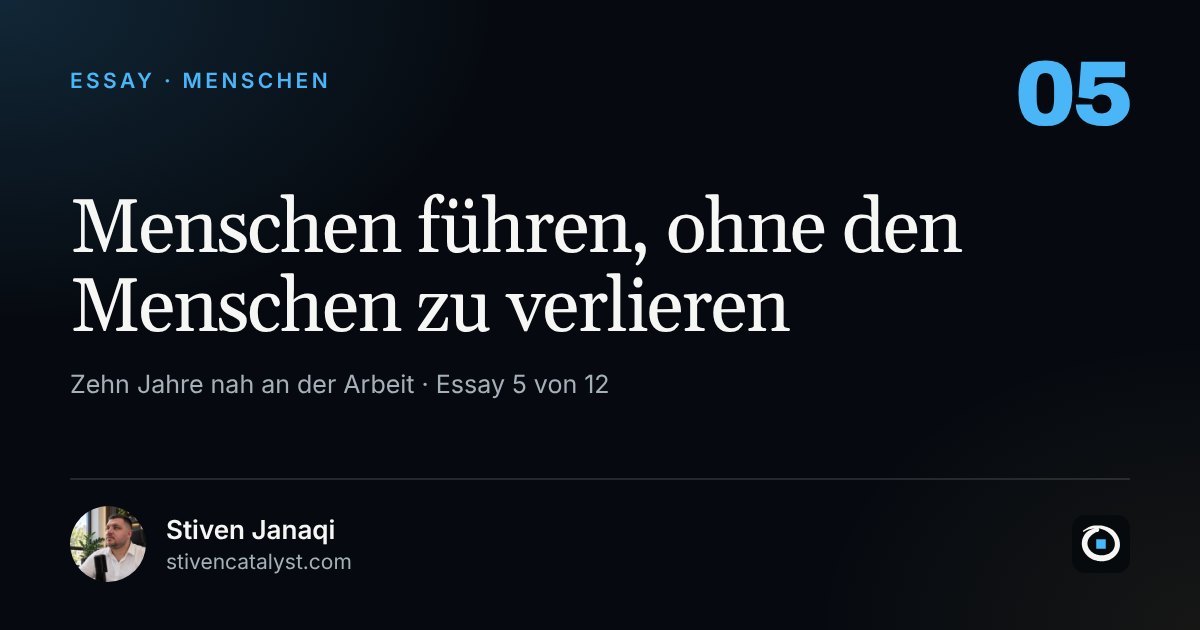 ESSAY · MENSCHEN
05
Menschen führen, ohne den
Menschen zu verlieren
Zehn Jahre nah an der Arbeit · Essay 5 von 12
Stiven Janaqi
stivencatalyst.com